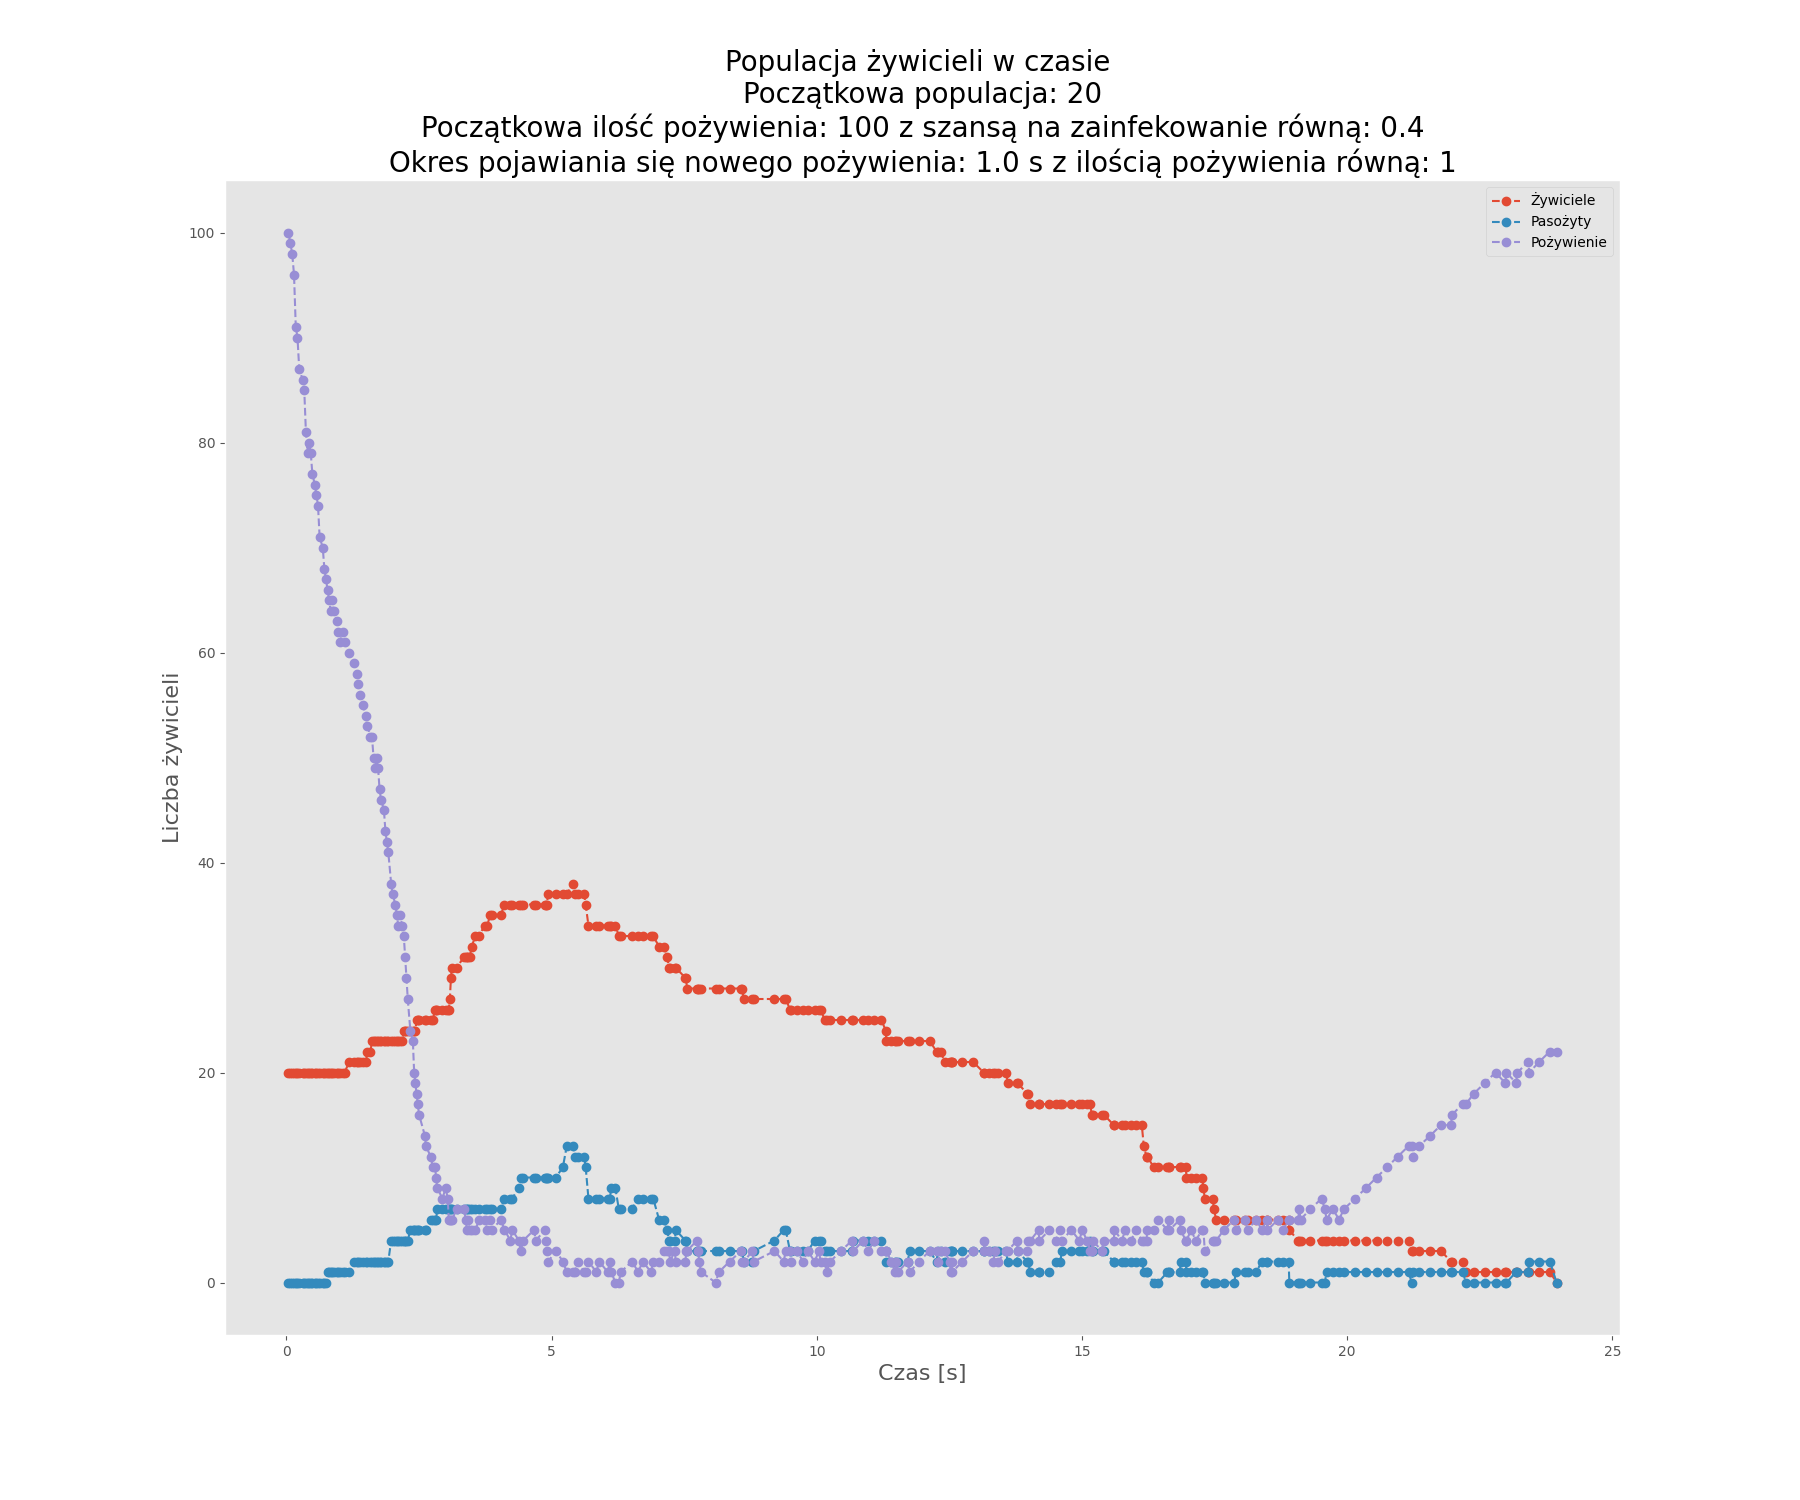 Populacja żywicieli w czasie
Początkowa populacja: 20
Początkowa ilość pożywienia: 100 z szansą na zainfekowanie równą: 0.4
Okres pojawiania się nowego pożywienia: 1.0 s z ilością pożywienia równą: 1
Żywiciele
Pasożyty
Pożywienie
Liczba żywicieli
100
80
60
40
20
0
0
5
10
15
20
25
Czas [s]